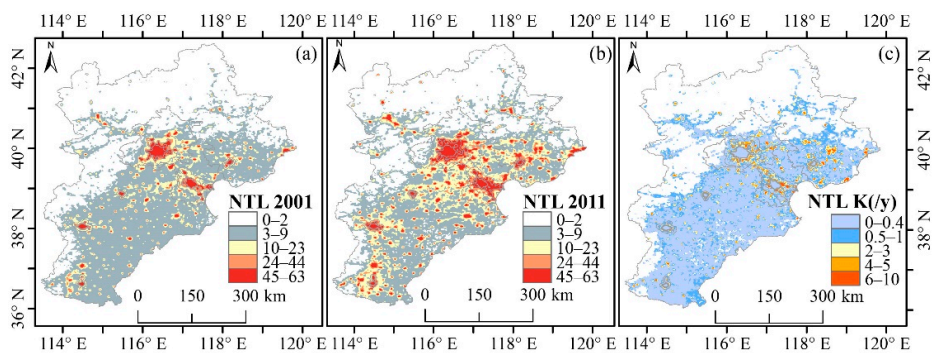 114° E 116° E 118° E 120° E 114° E 116° E 118° E 120° E 114° E 116° E 118° E 120° E
N (a) N (b) N (c)
42° N
40° N
38° N
36° N
42° N
40° N
38° N
36° N
NTL 2001
0–2
3–9
10–23
24–44
45–63
0 150 300 km
NTL 2011
0–2
3–9
10–23
24–44
45–63
0 150 300 km
NTL K(/y)
0–0.4
0.5–1
2–3
4–5
6–10
0 150 300 km
114° E 116° E 118° E 120° E 114° E 116° E 118° E 120° E 114° E 116° E 118° E 120° E